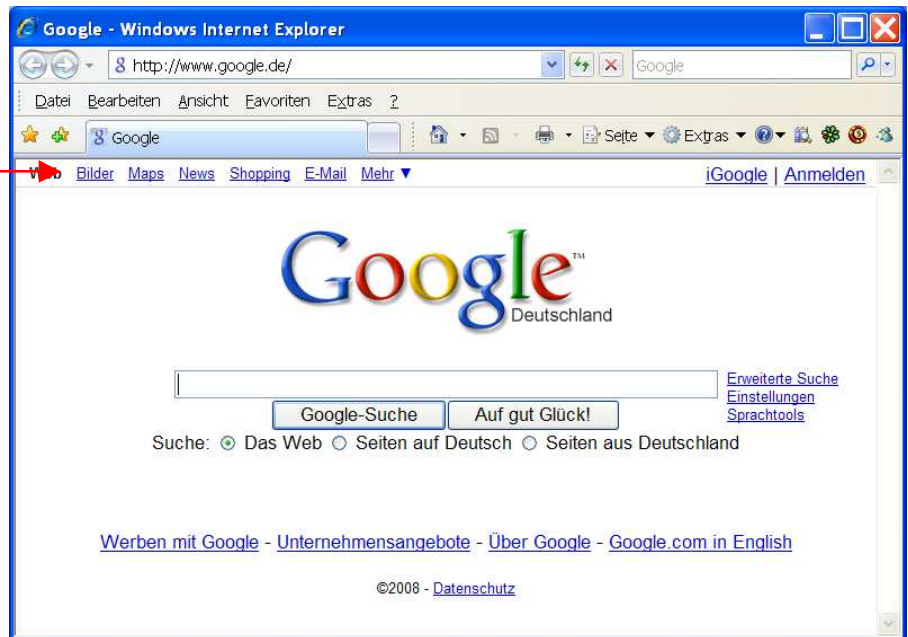 Google - Windows Internet Explorer
http://www.google.de/ Google
Datei Bearbeiten Ansicht Favoriten Extras ?
Google Seite Extras
Web Bilder Maps News Shopping E-Mail Mehr ▼ iGoogle | Anmelden
Google™
Deutschland
Erweiterte Suche
Einstellungen
Sprachtools
Google-Suche Auf gut Glück!
Suche: Das Web Seiten auf Deutsch Seiten aus Deutschland
Werben mit Google - Unternehmensangebote - Über Google - Google.com in English
©2008 - Datenschutz